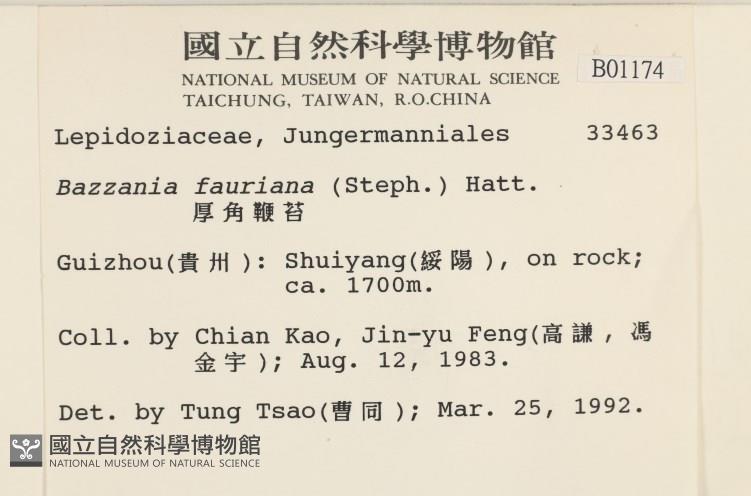 國立自然科學博物館
NATIONAL MUSEUM OF NATURAL SCIENCE
TAICHUNG, TAIWAN, R.O.CHINA
B01174
Lepidoziaceae, Jungermanniales 33463
Bazzania fauriana (Steph.) Hatt.
厚角鞭苔
Guizhou(貴州): Shuiyang(綏陽), on rock;
ca. 1700m.
Coll. by Chian Kao, Jin-yu Feng(高謙, 馮
金宇); Aug. 12, 1983.
Det. by Tung Tsao(曹同); Mar. 25, 1992.
國立自然科學博物館
NATIONAL MUSEUM OF NATURAL SCIENCE